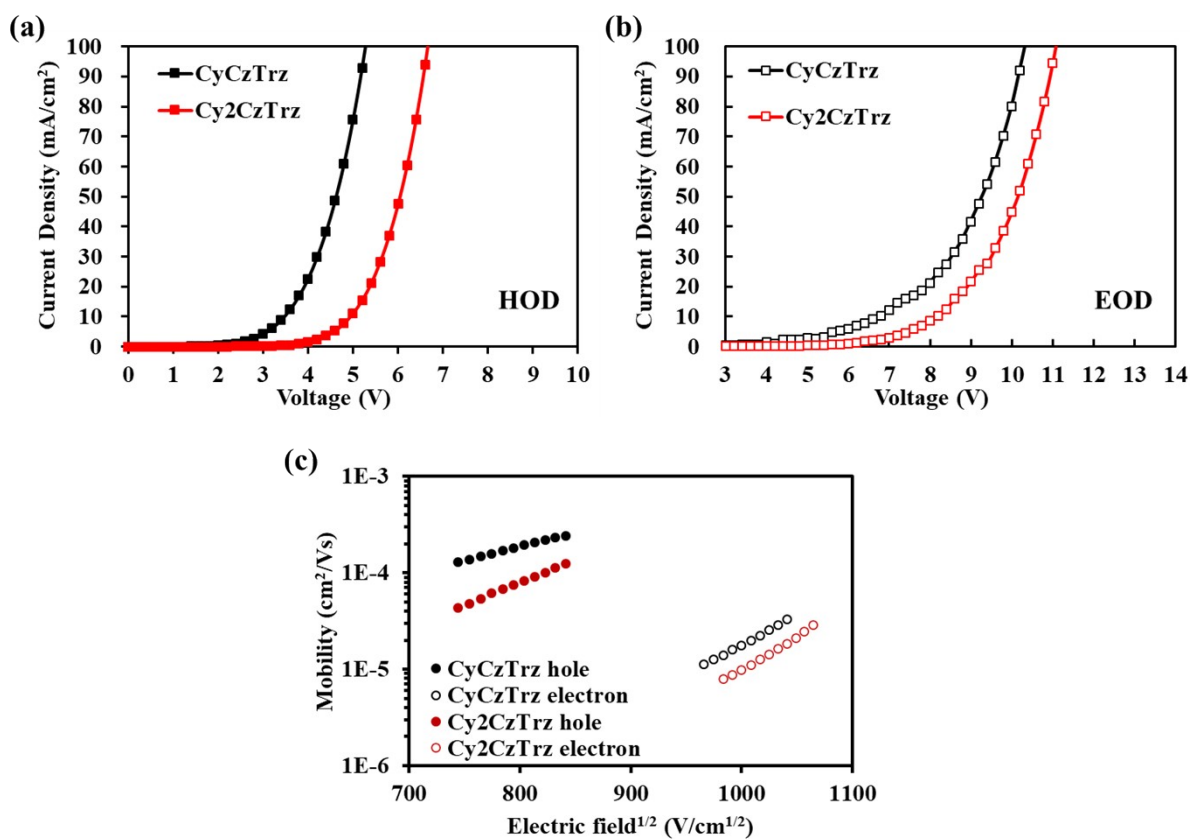 (a)
100
90
80
70
60
50
40
30
20
10
0
Current Density (mA/cm²)
CyCzTrz
Cy2CzTrz
HOD
0 1 2 3 4 5 6 7 8 9 10
Voltage (V)
(b)
100
90
80
70
60
50
40
30
20
10
0
Current Density (mA/cm²)
CyCzTrz
Cy2CzTrz
EOD
3 4 5 6 7 8 9 10 11 12 13 14
Voltage (V)
(c)
1E-3
1E-4
1E-5
1E-6
Mobility (cm²/Vs)
CyCzTrz hole
CyCzTrz electron
Cy2CzTrz hole
Cy2CzTrz electron
700 800 900 1000 1100
Electric field¹/² (V/cm¹/²)